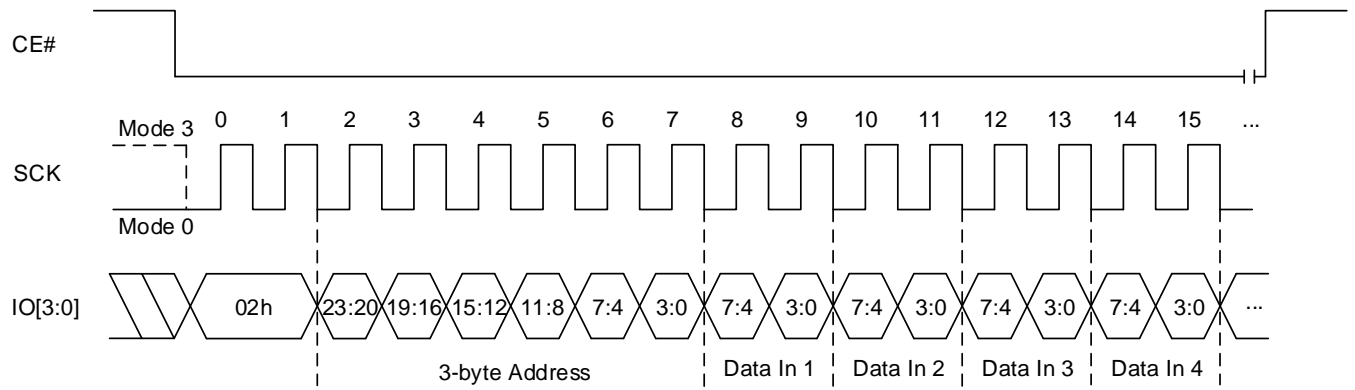 CE#
Mode 3 0 1 2 3 4 5 6 7 8 9 10 11 12 13 14 15 ...
SCK
Mode 0
IO[3:0] 02h 23:20 19:16 15:12 11:8 7:4 3:0 7:4 3:0 7:4 3:0 7:4 3:0 7:4 3:0 ...
3-byte Address Data In 1 Data In 2 Data In 3 Data In 4